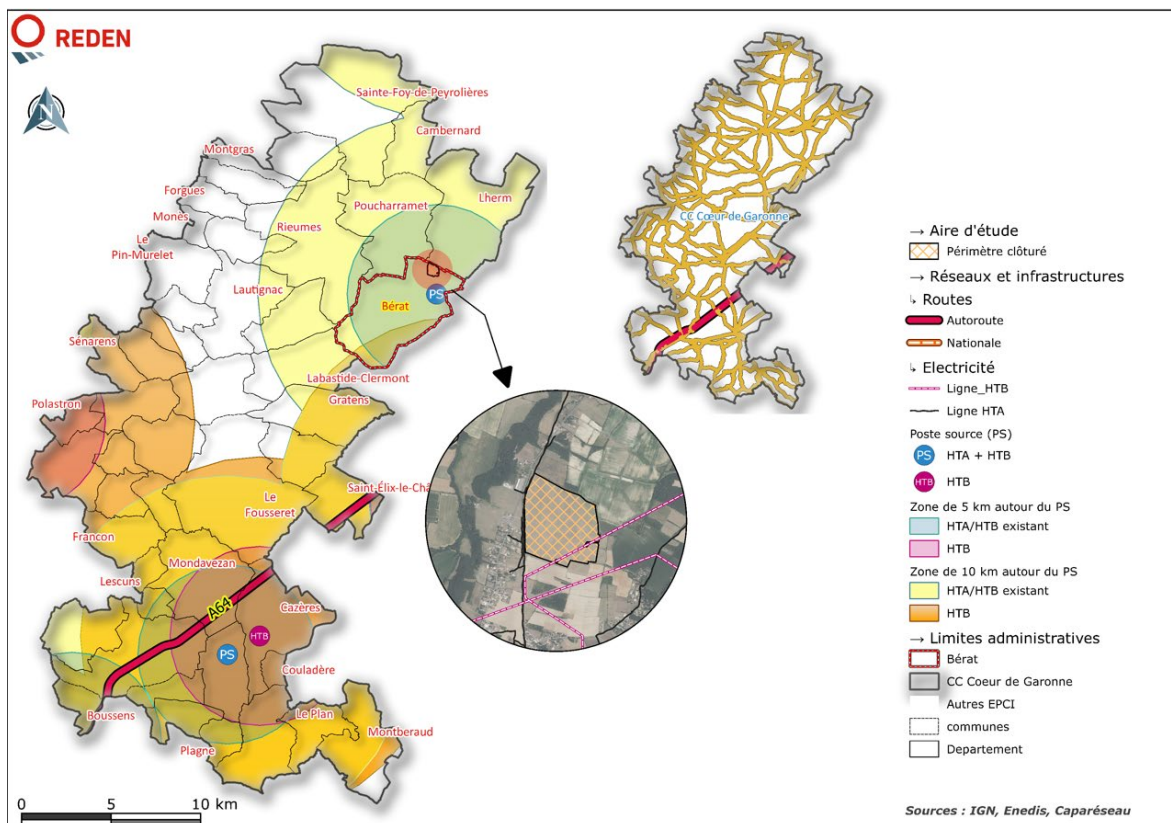 REDEN
N
Sainte-Foy-de-Peyrolières
Cambernard
Montgras
Lherm
Forgues
Poucharramet
Monès
Rieumes
Le
Pin-Murelet
Lautignac
Bérat
PS
Sénarens
Labastide-Clermont
Gratens
Polastron
Saint-Élix-le-Châ
Le
Fousseret
Francon
Mondavezan
Lescuns
A64
Cazères
HTB
PS
Couladère
Boussens
Le Plan
Montberaud
Plagne
0 5 10 km
CC Cœur de Garonne
→ Aire d'étude
Périmètre clôturé
→ Réseaux et infrastructures
↳ Routes
Autoroute
Nationale
↳ Electricité
Ligne_HTB
Ligne HTA
Poste source (PS)
PS HTA + HTB
HTB HTB
Zone de 5 km autour du PS
HTA/HTB existant
HTB
Zone de 10 km autour du PS
HTA/HTB existant
HTB
→ Limites administratives
Bérat
CC Coeur de Garonne
Autres EPCI
communes
Departement
Sources : IGN, Enedis, Caparéseau